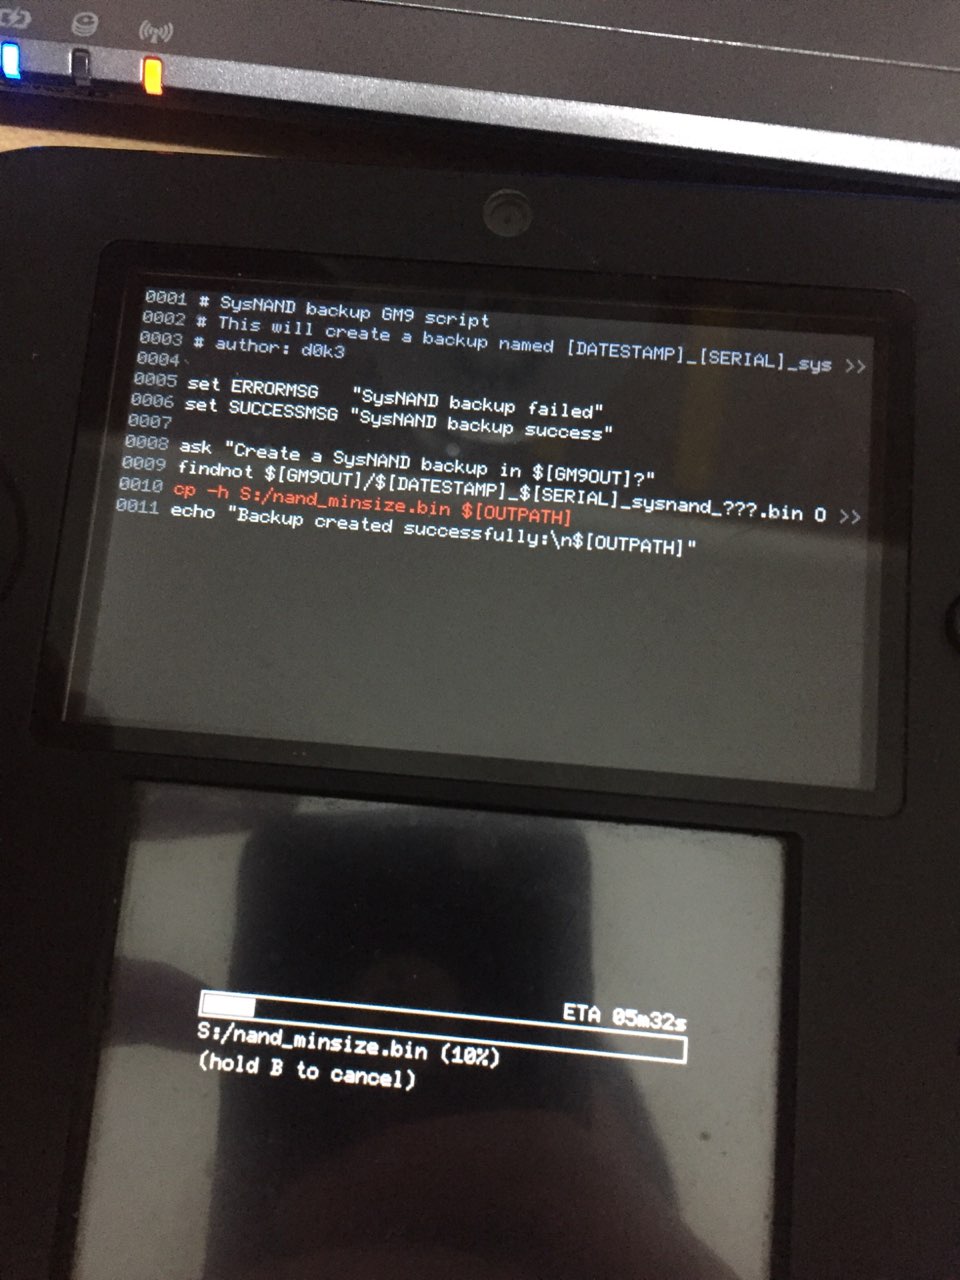 0001 # SysNAND backup GM9 script
0002 # This will create a backup named [DATESTAMP]_[SERIAL]_sys >>
0003 # author: d0k3
0004
0005 set ERRORMSG   "SysNAND backup failed"
0006 set SUCCESSMSG "SysNAND backup success"
0007
0008 ask "Create a SysNAND backup in $[GM9OUT]?"
0009 findnot $[GM9OUT]/$[DATESTAMP]_$[SERIAL]_sysnand_???.bin O >>
0010 cp -h S:/nand_minsize.bin $[OUTPATH]
0011 echo "Backup created successfully:\n$[OUTPATH]"
ETA 05m32s
S:/nand_minsize.bin (10%)
(hold B to cancel)